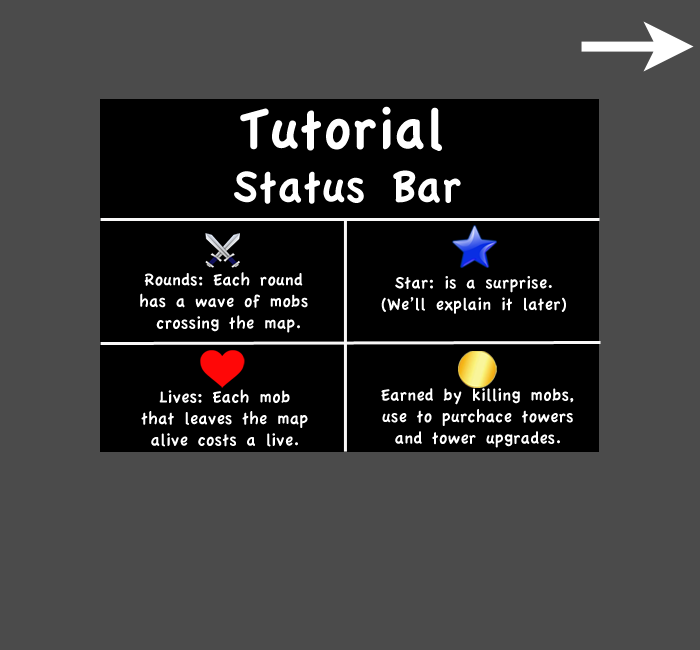 Tutorial
Status Bar
Rounds: Each round
has a wave of mobs
crossing the map.
Star: is a surprise.
(We'll explain it later)
Lives: Each mob
that leaves the map
alive costs a live.
Earned by killing mobs,
use to purchace towers
and tower upgrades.